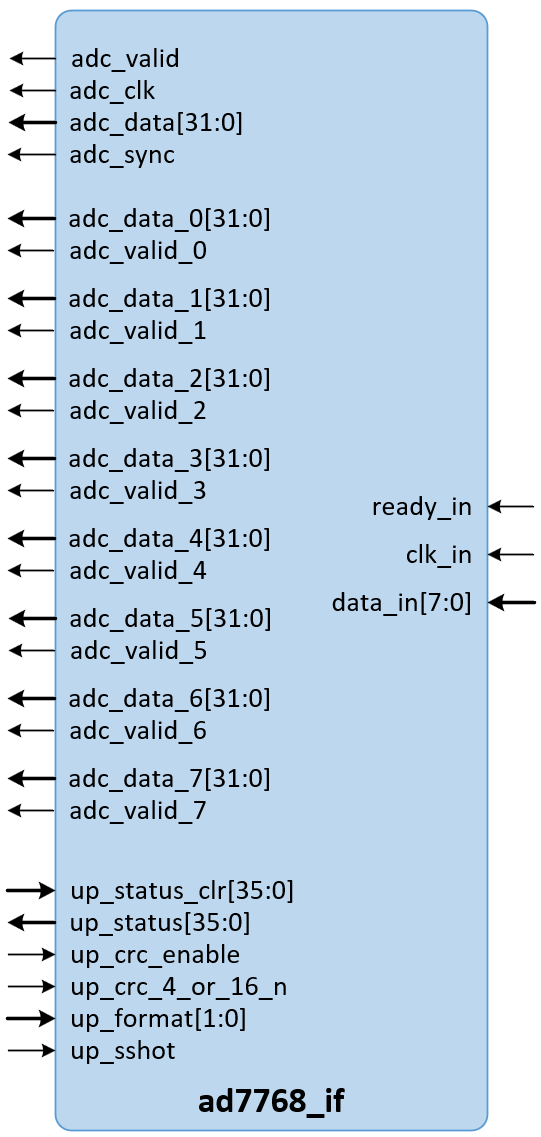 adc_valid
adc_clk
adc_data[31:0]
adc_sync
adc_data_0[31:0]
adc_valid_0
adc_data_1[31:0]
adc_valid_1
adc_data_2[31:0]
adc_valid_2
adc_data_3[31:0]
adc_valid_3
adc_data_4[31:0]
adc_valid_4
adc_data_5[31:0]
adc_valid_5
adc_data_6[31:0]
adc_valid_6
adc_data_7[31:0]
adc_valid_7
up_status_clr[35:0]
up_status[35:0]
up_crc_enable
up_crc_4_or_16_n
up_format[1:0]
up_sshot
ready_in
clk_in
data_in[7:0]
ad7768_if